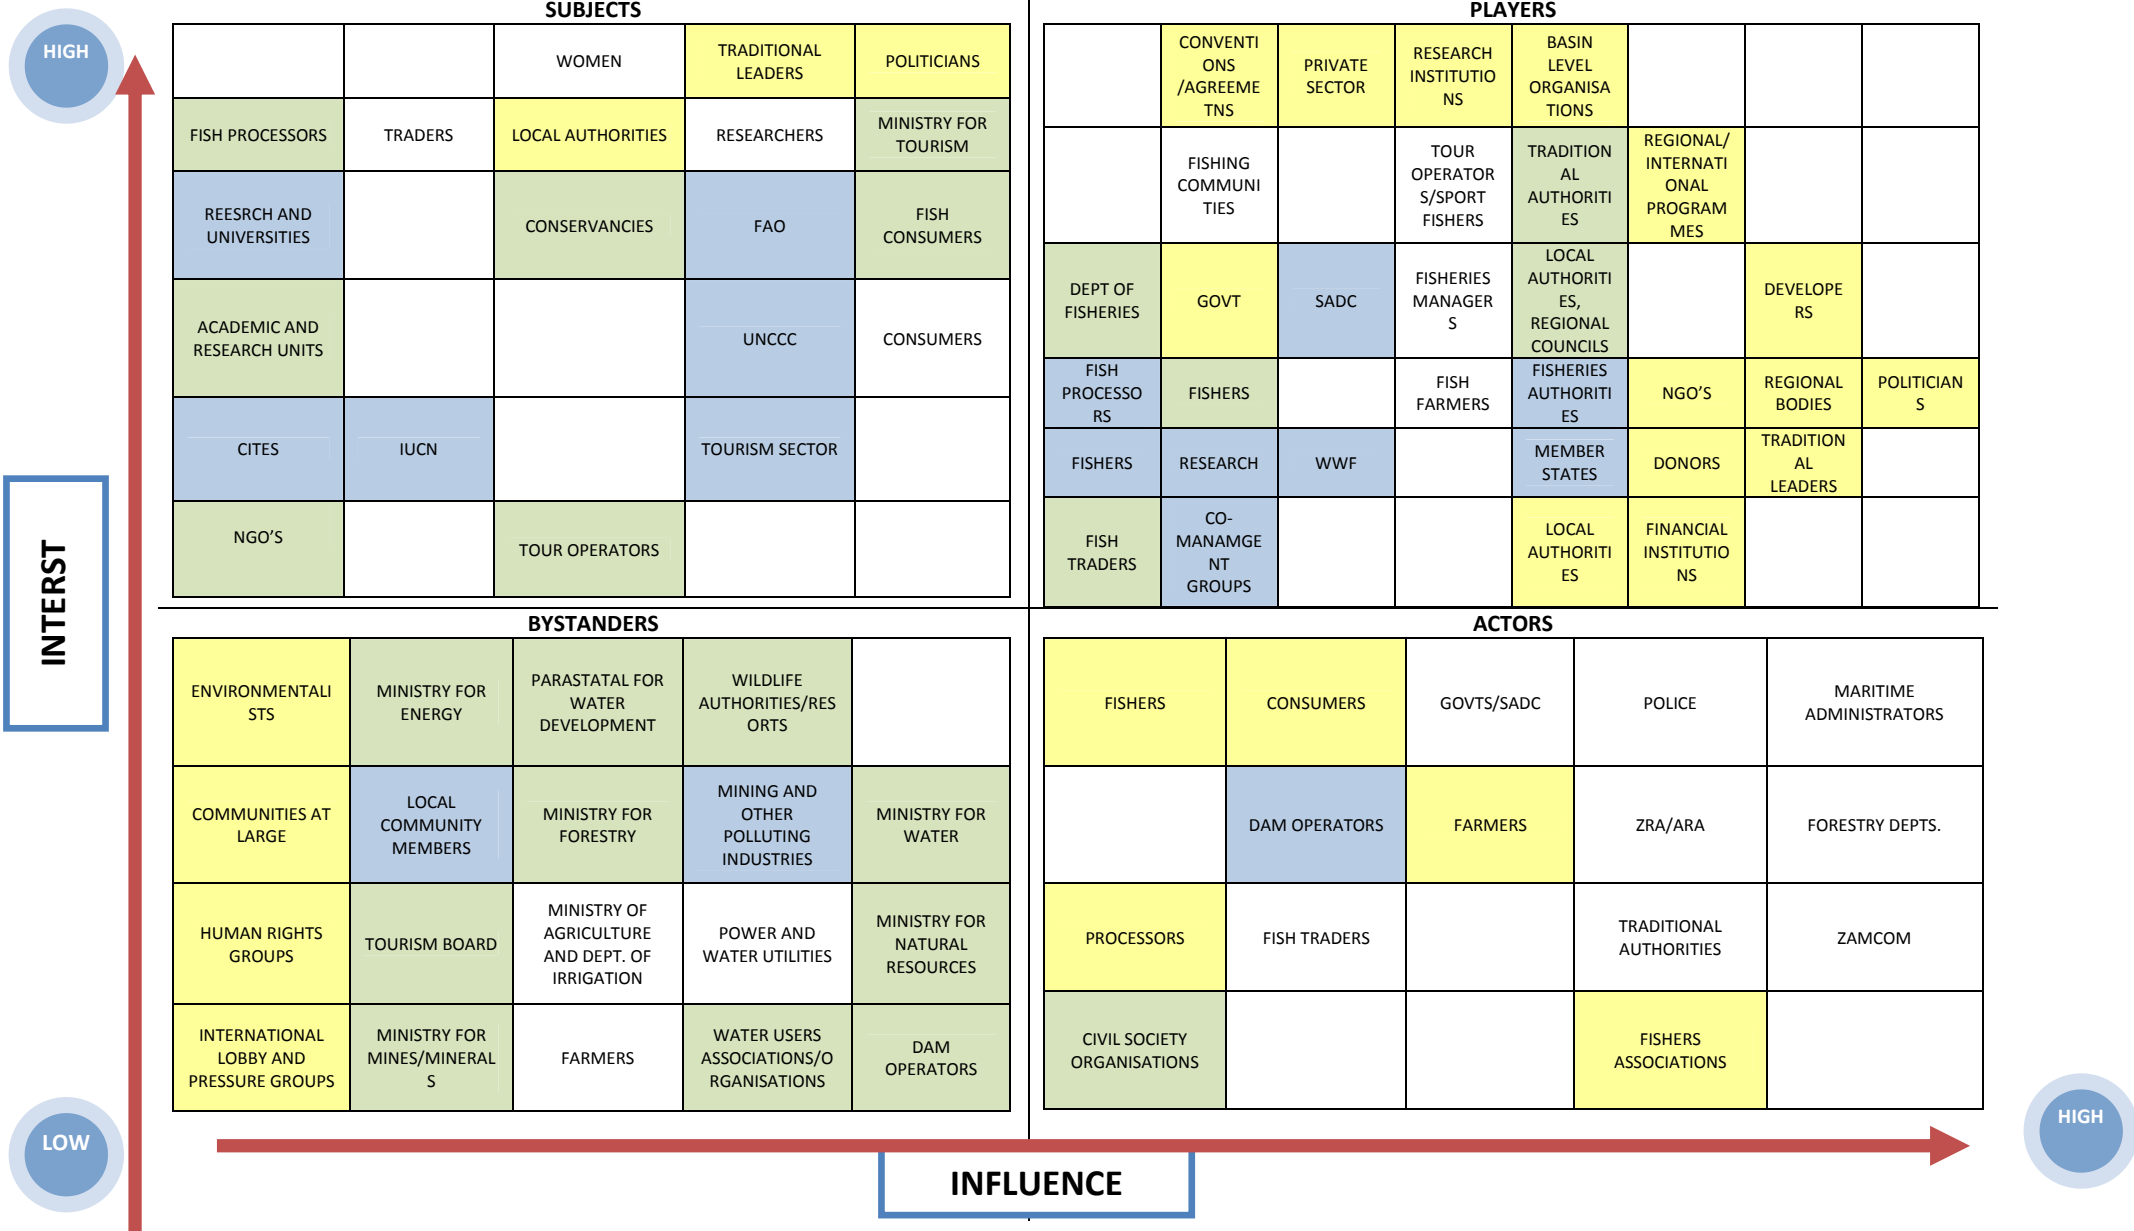 SUBJECTS
PLAYERS
HIGH
WOMEN
TRADITIONAL
LEADERS
POLITICIANS
FISH PROCESSORS
TRADERS
LOCAL AUTHORITIES
RESEARCHERS
MINISTRY FOR
TOURISM
REESRCH AND
UNIVERSITIES
CONSERVANCIES
FAO
FISH
CONSUMERS
ACADEMIC AND
RESEARCH UNITS
UNCCC
CONSUMERS
CITES
IUCN
TOURISM SECTOR
NGO'S
TOUR OPERATORS
CONVENTI
ONS
/AGREEME
TNS
PRIVATE
SECTOR
RESEARCH
INSTITUTIO
NS
BASIN
LEVEL
ORGANISA
TIONS
FISHING
COMMUNI
TIES
TOUR
OPERATOR
S/SPORT
FISHERS
TRADITION
AL
AUTHORITI
ES
REGIONAL/
INTERNATI
ONAL
PROGRAM
MES
DEPT OF
FISHERIES
GOVT
SADC
FISHERIES
MANAGER
S
LOCAL
AUTHORITI
ES,
REGIONAL
COUNCILS
DEVELOPE
RS
FISH
PROCESSO
RS
FISHERS
FISH
FARMERS
FISHERIES
AUTHORITI
ES
NGO'S
REGIONAL
BODIES
POLITICIAN
S
FISHERS
RESEARCH
WWF
MEMBER
STATES
DONORS
TRADITION
AL
LEADERS
FISH
TRADERS
CO-
MANAMGE
NT
GROUPS
LOCAL
AUTHORITI
ES
FINANCIAL
INSTITUTIO
NS
INTERST
BYSTANDERS
ACTORS
ENVIRONMENTALI
STS
MINISTRY FOR
ENERGY
PARASTATAL FOR
WATER
DEVELOPMENT
WILDLIFE
AUTHORITIES/RES
ORTS
COMMUNITIES AT
LARGE
LOCAL
COMMUNITY
MEMBERS
MINISTRY FOR
FORESTRY
MINING AND
OTHER
POLLUTING
INDUSTRIES
MINISTRY FOR
WATER
HUMAN RIGHTS
GROUPS
TOURISM BOARD
MINISTRY OF
AGRICULTURE
AND DEPT. OF
IRRIGATION
POWER AND
WATER UTILITIES
MINISTRY FOR
NATURAL
RESOURCES
INTERNATIONAL
LOBBY AND
PRESSURE GROUPS
MINISTRY FOR
MINES/MINERAL
S
FARMERS
WATER USERS
ASSOCIATIONS/O
RGANISATIONS
DAM
OPERATORS
FISHERS
CONSUMERS
GOVTS/SADC
POLICE
MARITIME
ADMINISTRATORS
DAM OPERATORS
FARMERS
ZRA/ARA
FORESTRY DEPTS.
PROCESSORS
FISH TRADERS
TRADITIONAL
AUTHORITIES
ZAMCOM
CIVIL SOCIETY
ORGANISATIONS
FISHERS
ASSOCIATIONS
LOW
HIGH
INFLUENCE